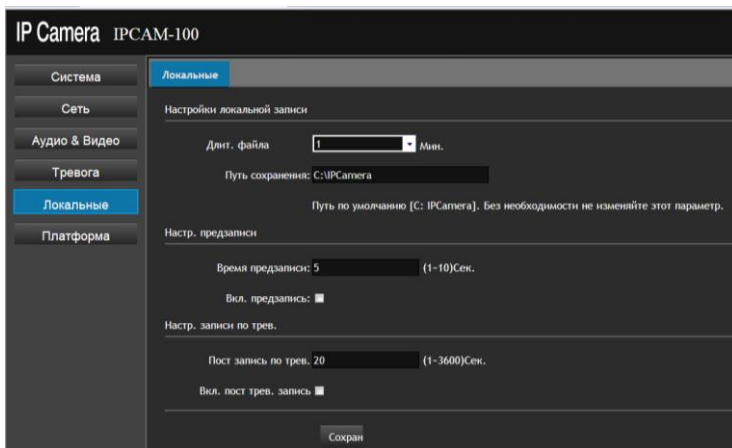 IP Camera IPCAM-100
Система
Сеть
Аудио & Видео
Тревога
Локальные
Платформа
Локальные
Настройки локальной записи
Длит. файла 1 Мин.
Путь сохранения: C:\IPCamera
Путь по умолчанию [C: IPCamera]. Без необходимости не изменяйте этот параметр.
Настр. предзаписи
Время предзаписи: 5 (1-10)Сек.
Вкл. предзапись:
Настр. записи по трев.
Пост запись по трев. 20 (1-3600)Сек.
Вкл. пост трев. запись
Сохран